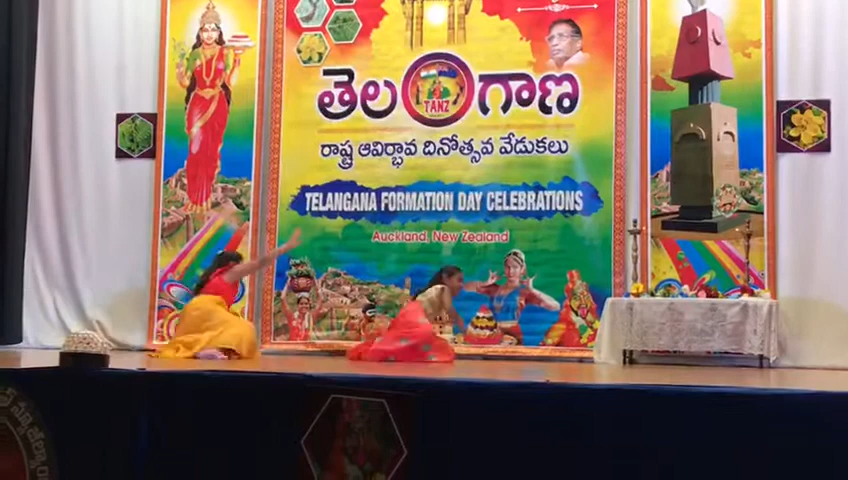 తెలంగాణ
TANZ
రాష్ట్ర ఆవిర్భావ దినోత్సవ వేడుకలు
TELANGANA FORMATION DAY CELEBRATIONS
Auckland, New Zealand